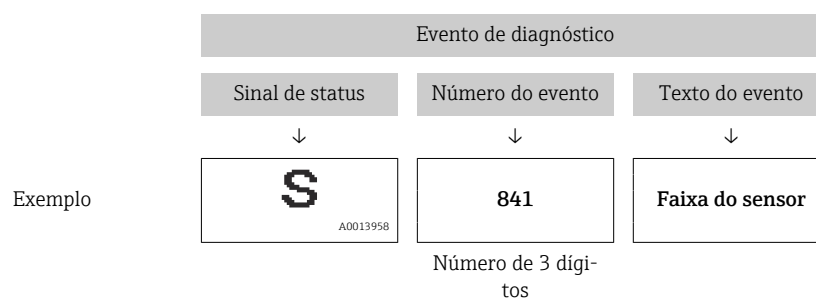 Evento de diagnóstico
Sinal de status Número do evento Texto do evento
↓ ↓ ↓
Exemplo S 841 Faixa do sensor
A0013958
Número de 3 dígi-
tos